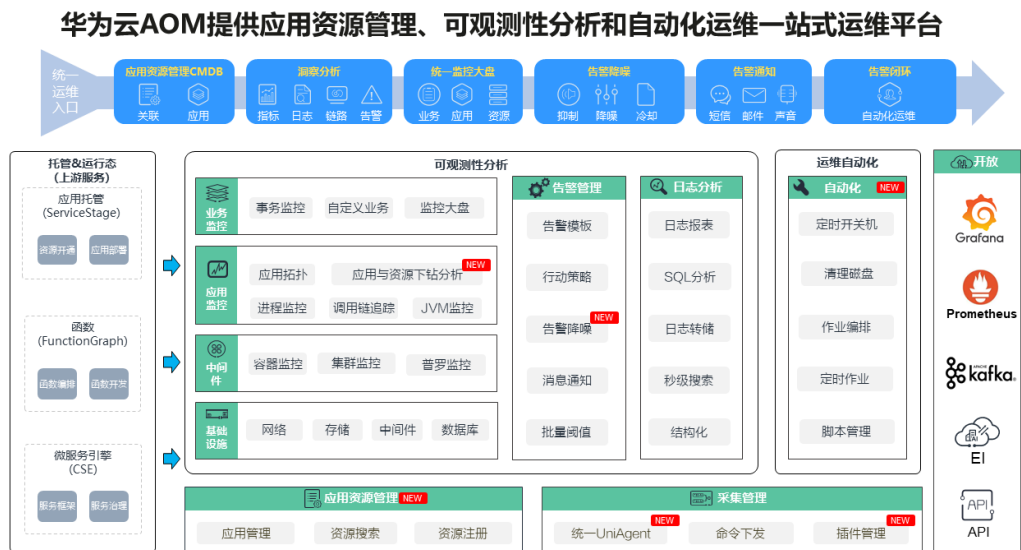 华为云AOM提供应用资源管理、可观测性分析和自动化运维一站式运维平台
统一
运维
入口
应用资源管理CMDB
关联
应用
洞察分析
指标
日志
链路
告警
统一监控大盘
业务
应用
资源
告警降噪
抑制
降噪
冷却
告警通知
短信
邮件
声音
告警闭环
自动化运维
托管&运行态
(上游服务)
应用托管
(ServiceStage)
资源开通
应用部署
函数
(FunctionGraph)
函数编排
函数开发
微服务引擎
(CSE)
服务框架
服务治理
可观测性分析
业务
监控
事务监控
自定义业务
监控大盘
应用
监控
应用拓扑
应用与资源下钻分析
NEW
进程监控
调用链追踪
JVM监控
中间
件
容器监控
集群监控
普罗监控
基础
设施
网络
存储
中间件
数据库
告警管理
告警模板
行动策略
告警降噪
NEW
消息通知
批量阈值
日志分析
日志报表
SQL分析
日志转储
秒级搜索
结构化
运维自动化
自动化
NEW
定时开关机
清理磁盘
作业编排
定时作业
脚本管理
开放
Grafana
Prometheus
kafka
EI
API
API
应用资源管理
NEW
应用管理
资源搜索
资源注册
采集管理
统一UniAgent
NEW
命令下发
插件管理
NEW